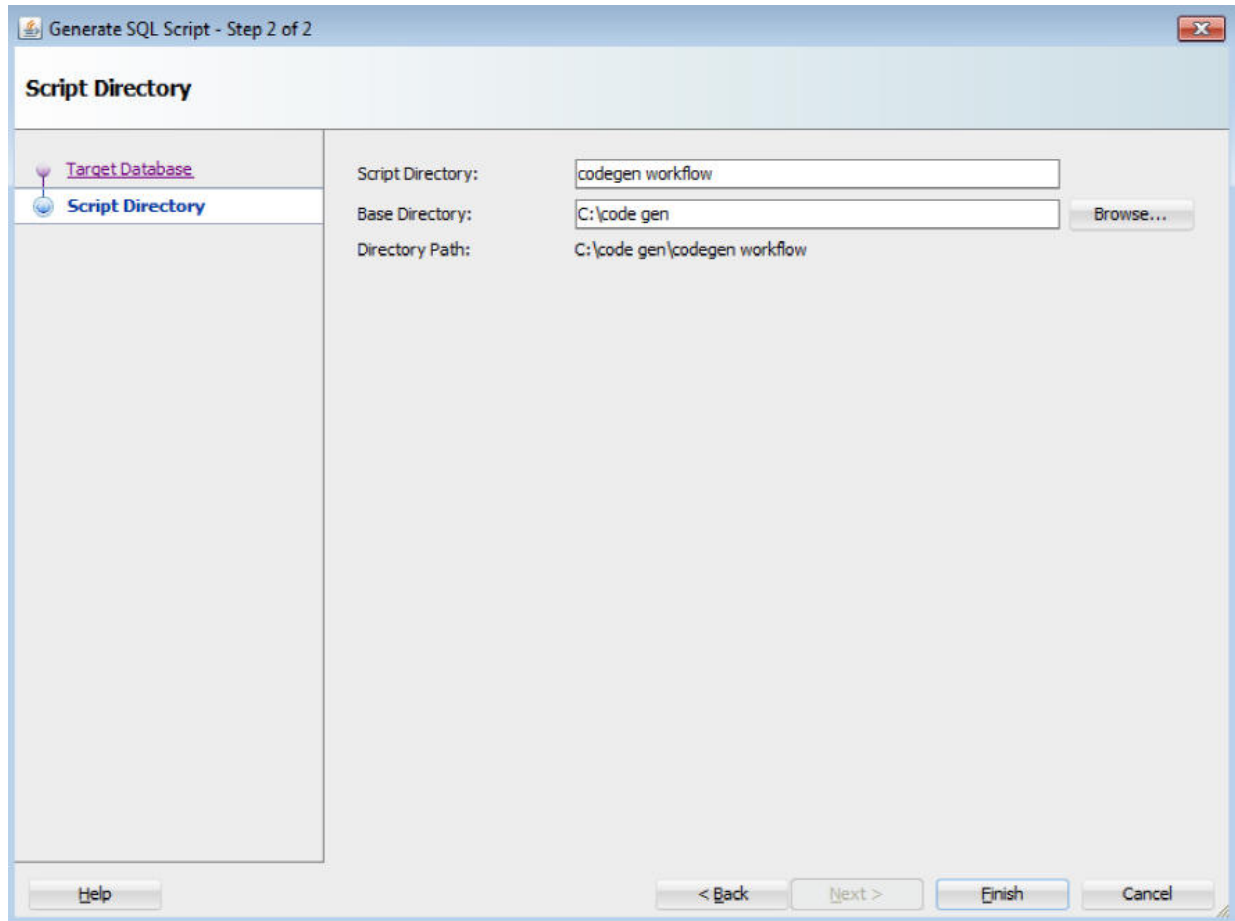 Generate SQL Script - Step 2 of 2
Script Directory
Target Database
Script Directory
Script Directory:
codegen workflow
Base Directory:
C:\code gen
Browse...
Directory Path:
C:\code gen\codegen workflow
Help
< Back
Next >
Finish
Cancel